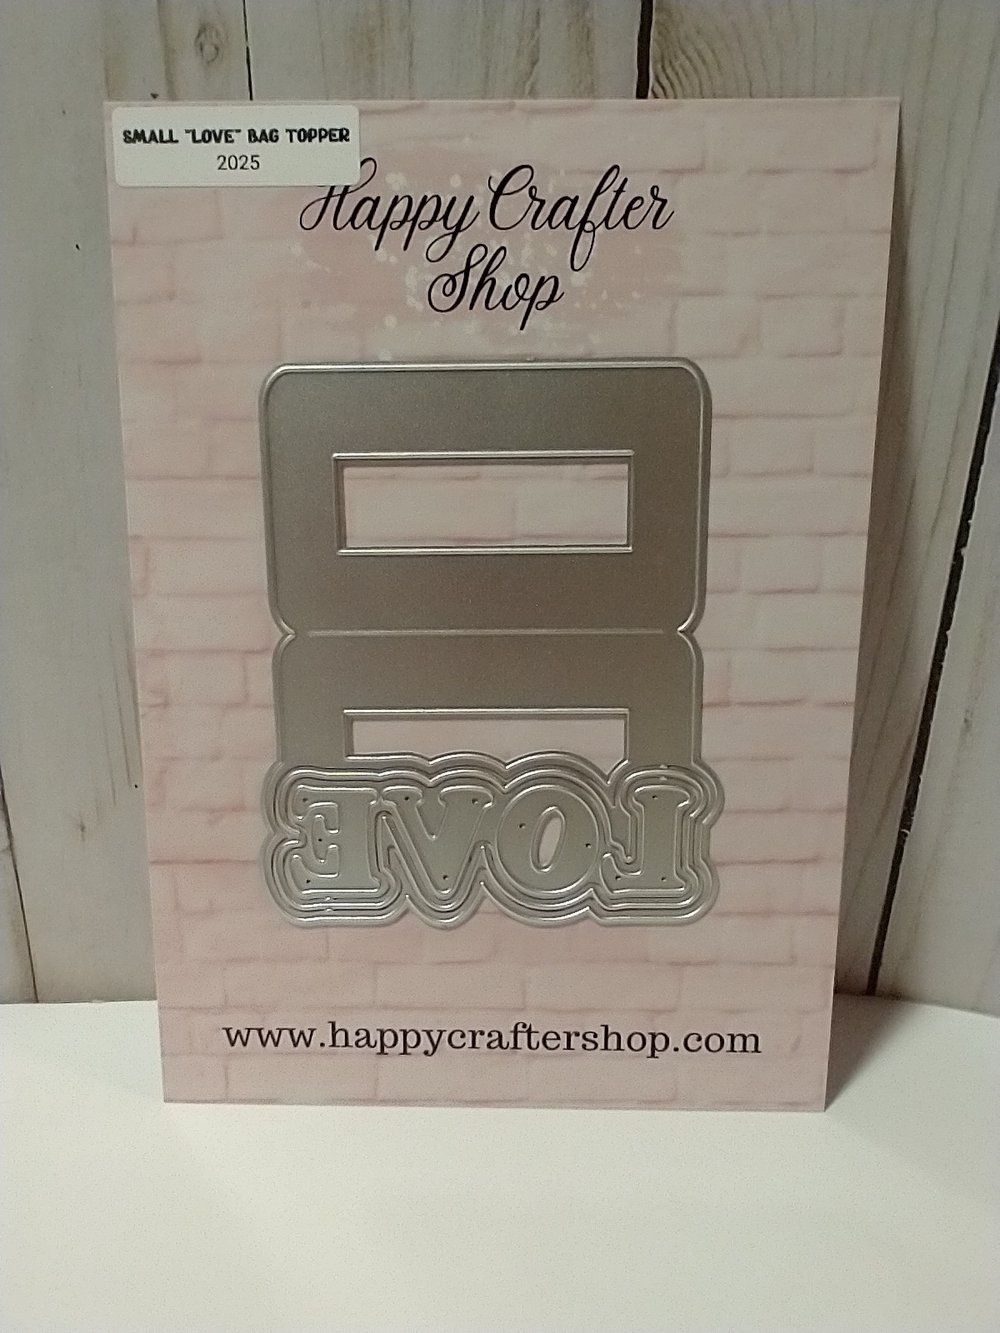 SMALL "LOVE" BAG TOPPER
2025
Happy Crafter
Shop
LOVE
www.happycraftershop.com